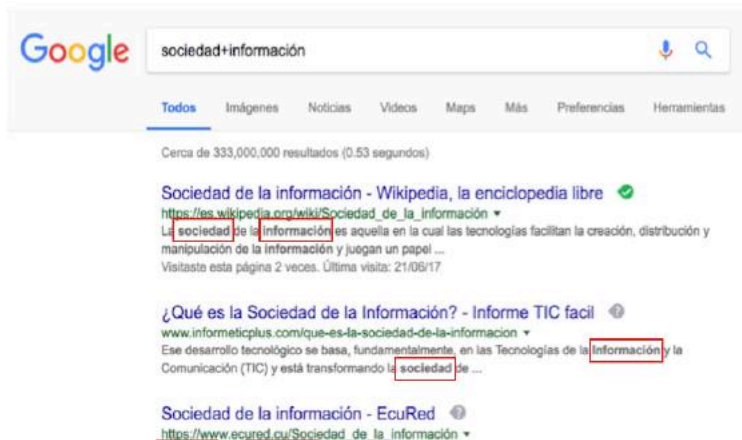 Google
sociedad+información
Todos Imágenes Noticias Videos Maps Más Preferencias Herramientas
Cerca de 333,000,000 resultados (0.53 segundos)
Sociedad de la información - Wikipedia, la enciclopedia libre
https://es.wikipedia.org/wiki/Sociedad_de_la_información
La sociedad de la información es aquella en la cual las tecnologías facilitan la creación, distribución y
manipulación de la información y juegan un papel ...
Visitaste esta página 2 veces. Última visita: 21/06/17
¿Qué es la Sociedad de la Información? - Informe TIC facil
www.informeticplus.com/que-es-la-sociedad-de-la-informacion
Ese desarrollo tecnológico se basa, fundamentalmente, en las Tecnologías de la Información y la
Comunicación (TIC) y está transformando la sociedad de ...
Sociedad de la información - EcuRed
https://www.ecured.cu/Sociedad_de_la_información